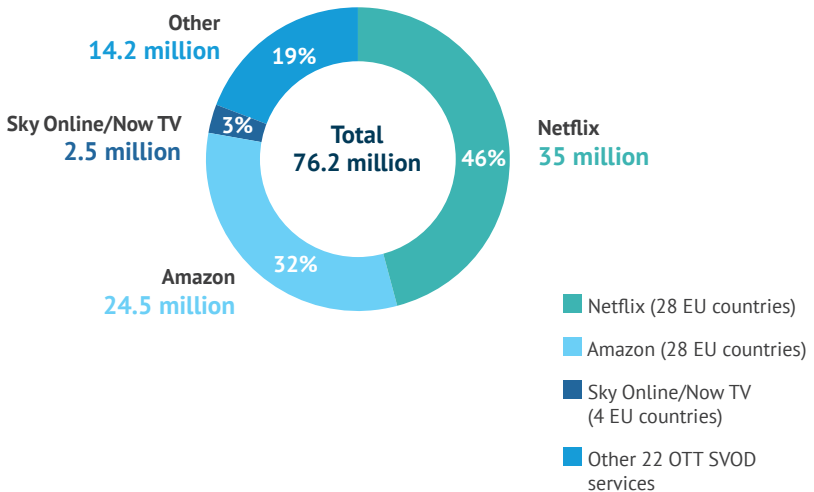 Other
14.2 million
19%
Sky Online/Now TV
2.5 million
3%
Total
76.2 million
Netflix
35 million
46%
32%
Amazon
24.5 million
Netflix (28 EU countries)
Amazon (28 EU countries)
Sky Online/Now TV
(4 EU countries)
Other 22 OTT SVOD
services